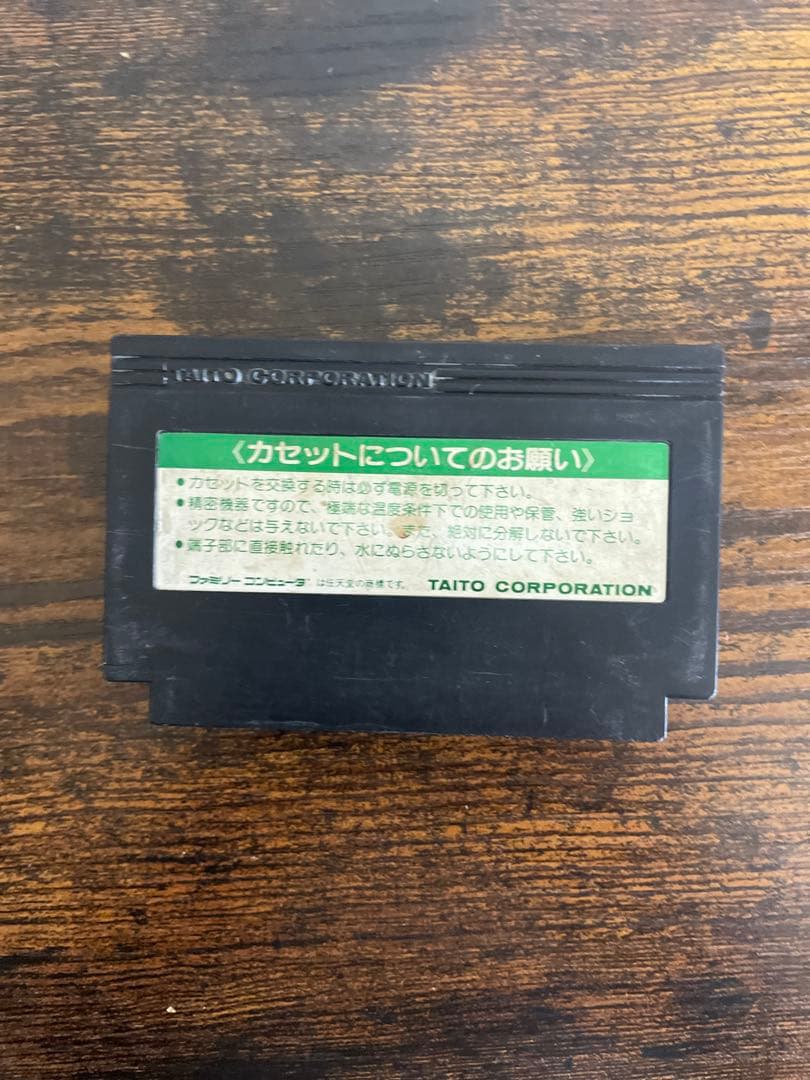 TAITO CORPORATION
《カセットについてのお願い》
●カセットを交換する時は必ず電源を切って下さい。
●精密機器ですので、極端な温度条件下での使用や保管、強いショ
ックなどは与えないで下さい。また、絶対に分解しないで下さい。
●端子部に直接触れたり、水にぬらさないようにして下さい。
ファミリーコンピュータ は任天堂の商標です。 TAITO CORPORATION